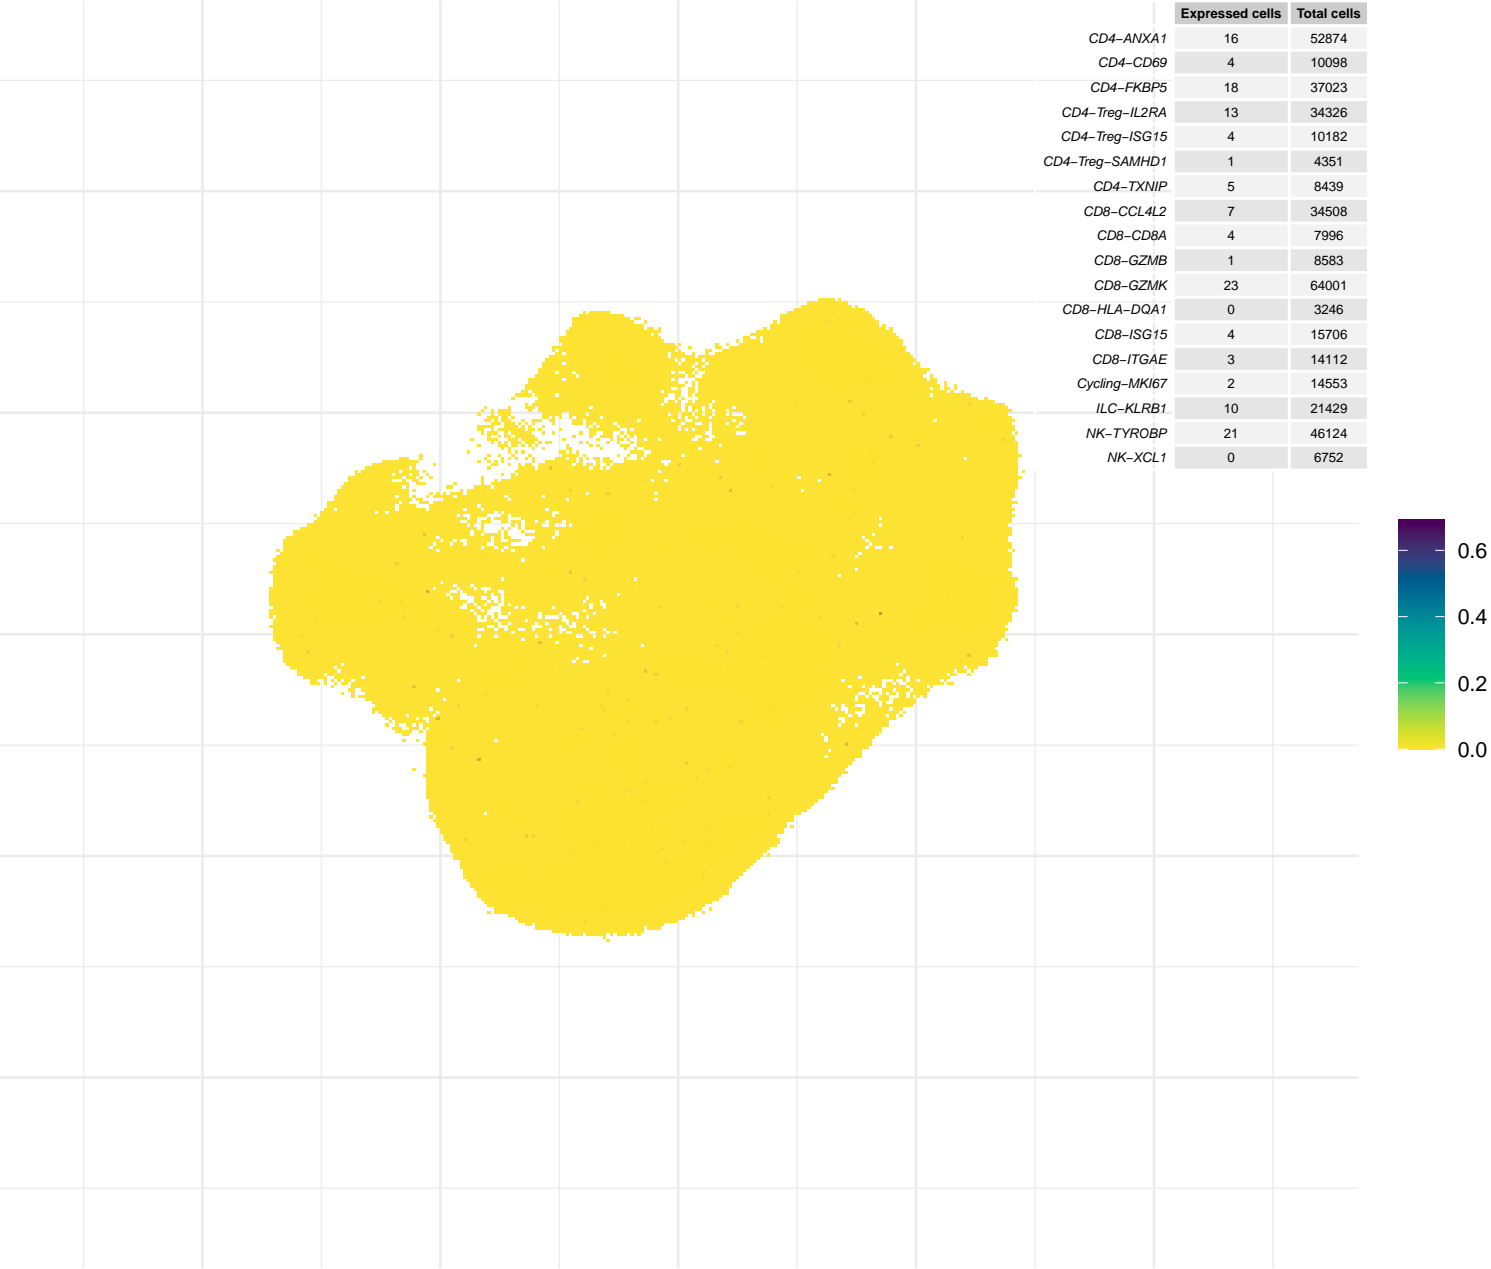 Expressed cells Total cells
CD4−ANXA1 16 52874
CD4−CD69 4 10098
CD4−FKBP5 18 37023
CD4−Treg−IL2RA 13 34326
CD4−Treg−ISG15 4 10182
CD4−Treg−SAMHD1 1 4351
CD4−TXNIP 5 8439
CD8−CCL4L2 7 34508
CD8−CD8A 4 7996
CD8−GZMB 1 8583
CD8−GZMK 23 64001
CD8−HLA−DQA1 0 3246
CD8−ISG15 4 15706
CD8−ITGAE 3 14112
Cycling−MKI67 2 14553
ILC−KLRB1 10 21429
NK−TYROBP 21 46124
NK−XCL1 0 6752
0.6
0.4
0.2
0.0